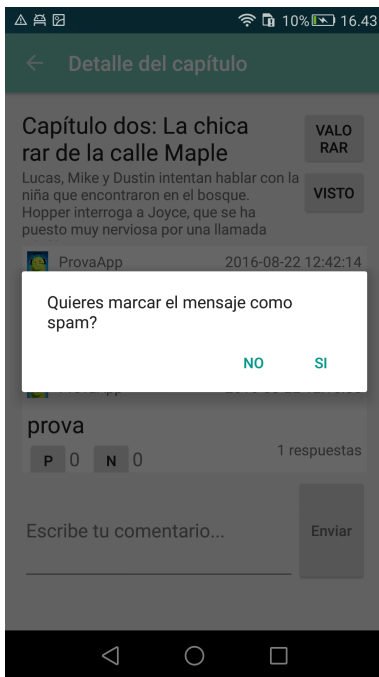 10% 16.43
Detalle del capítulo
Capítulo dos: La chica
rar de la calle Maple
VALO
RAR
Lucas, Mike y Dustin intentan hablar con la
niña que encontraron en el bosque.
Hopper interroga a Joyce, que se ha
puesto muy nerviosa por una llamada
VISTO
ProvaApp 2016-08-22 12:42:14
Quieres marcar el mensaje como
spam?
NO SI
prova
P 0 N 0
1 respuestas
Escribe tu comentario...
Enviar